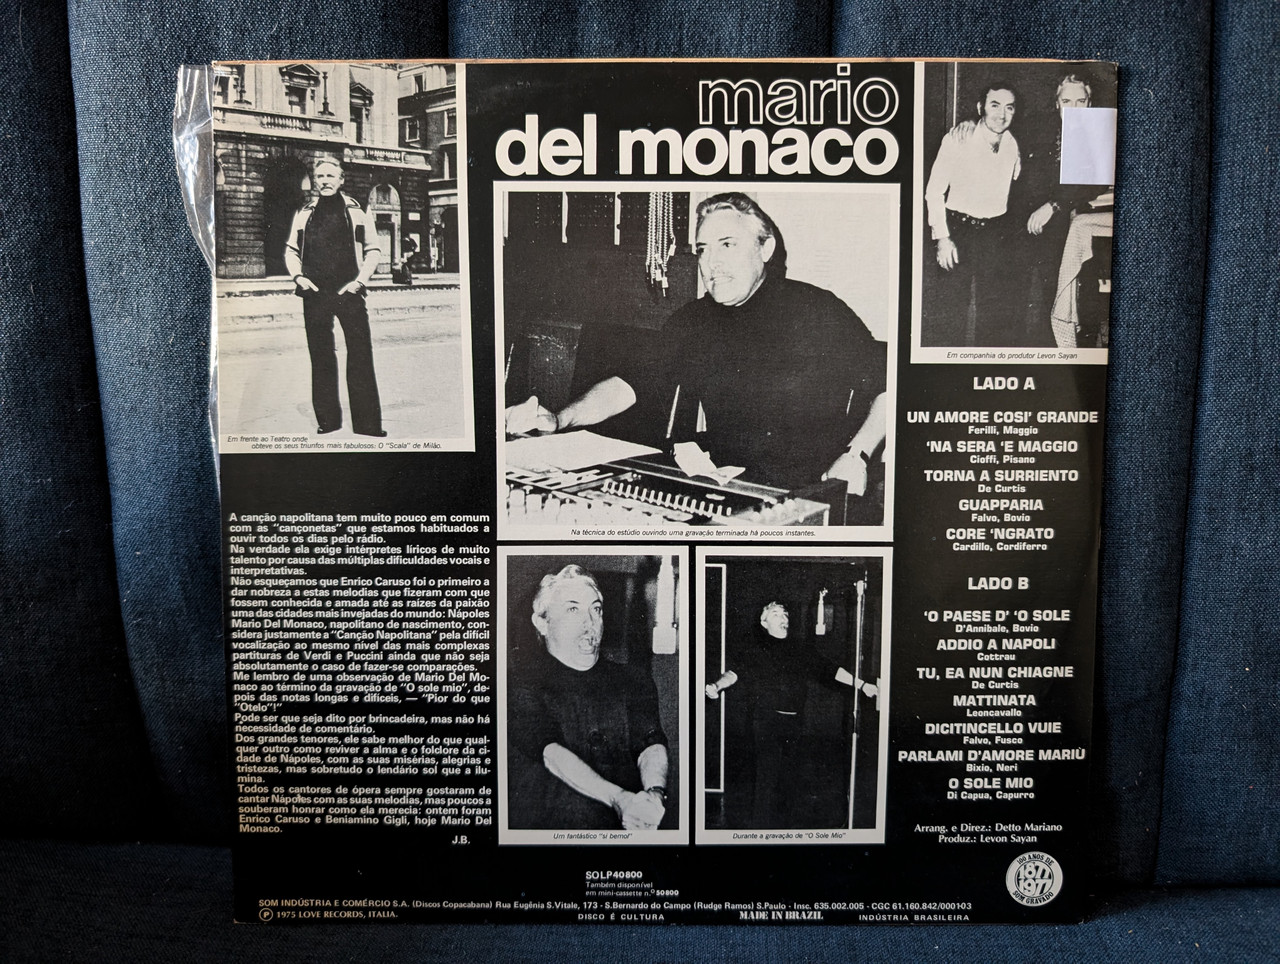 mario
del monaco
Em frente ao Teatro onde
obteve os seus triunfos mais fabulosos: O "Scala" de Milão.
Na técnica do estúdio ouvindo uma gravação terminada há poucos instantes.
Em companhia do produtor Levon Sayan
A canção napolitana tem muito pouco em comum
com as "cançonetas" que estamos habituados a
ouvir todos os dias pelo rádio.
Na verdade ela exige intérpretes líricos de muito
talento por causa das múltiplas dificuldades vocais e
interpretativas.
Não esqueçamos que Enrico Caruso foi o primeiro a
dar nobreza a estas melodias que fizeram com que
fossem conhecida e amada até as raízes da paixão
uma das cidades mais invejadas do mundo: Nápoles
Mario Del Monaco, napolitano de nascimento, con-
sidera justamente a "Canção Napolitana" pela difícil
vocalização ao mesmo nível das mais complexas
partituras de Verdi e Puccini ainda que não seja
absolutamente o caso de fazer-se comparações.
Me lembro de uma observação de Mario Del Mo-
naco ao término da gravação de "O sole mio", de-
pois das notas longas e difíceis, — "Pior do que
"Otelo"!"
Pode ser que seja dito por brincadeira, mas não há
necessidade de comentário.
Dos grandes tenores, ele sabe melhor do que qual-
quer outro como reviver a alma e o folclore da ci-
dade de Nápoles, com as suas misérias, alegrias e
tristezas, mas sobretudo o lendário sol que a ilu-
mina.
Todos os cantores de ópera sempre gostaram de
cantar Nápoles com as suas melodias, mas poucos a
souberam honrar como ela merecia: ontem foram
Enrico Caruso e Beniamino Gigli, hoje Mario Del
Monaco.
J.B.
Um fantástico "si bemol"
Durante a gravação de "O Sole Mio"
LADO A
UN AMORE COSI' GRANDE
Ferilli, Maggio
'NA SERA 'E MAGGIO
Cioffi, Pisano
TORNA A SURRIENTO
De Curtis
GUAPPARIA
Falvo, Bovio
CORE 'NGRATO
Cardillo, Cordiferro
LADO B
'O PAESE D' 'O SOLE
D'Annibale, Bovio
ADDIO A NAPOLI
Cottrau
TU, EA NUN CHIAGNE
De Curtis
MATTINATA
Leoncavallo
DICITINCELLO VUIE
Falvo, Fusco
PARLAMI D'AMORE MARIÙ
Bixio, Neri
O SOLE MIO
Di Capua, Capurro
Arrang. e Direz.: Detto Mariano
Produz.: Levon Sayan
100 ANOS DE
1877
1977
SOM GRAVADO
SOLP40800
Também disponível
em mini-cassete n.º 50800
SOM INDÚSTRIA E COMÉRCIO S.A. (Discos Copacabana) Rua Eugênia S.Vitale, 173 - S.Bernardo do Campo (Rudge Ramos) S.Paulo - Insc. 635.002.005 - CGC 61.160.842/0001-03
Ⓟ 1975 LOVE RECORDS, ITALIA.
DISCO É CULTURA
MADE IN BRAZIL
INDÚSTRIA BRASILEIRA